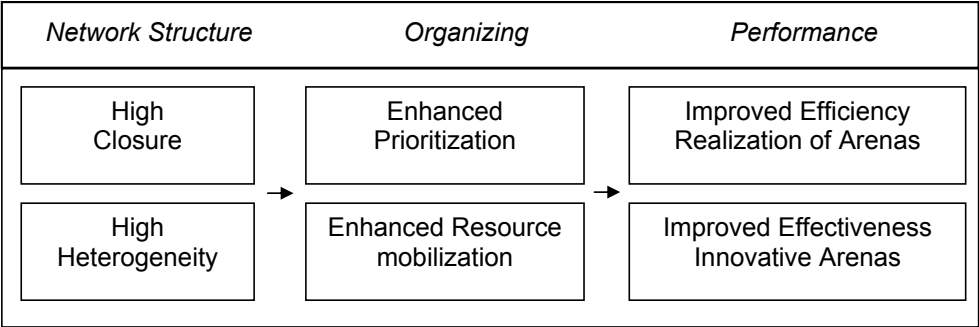 Network Structure
Organizing
Performance
High
Closure
Enhanced
Prioritization
Improved Efficiency
Realization of Arenas
High
Heterogeneity
Enhanced Resource
mobilization
Improved Effectiveness
Innovative Arenas